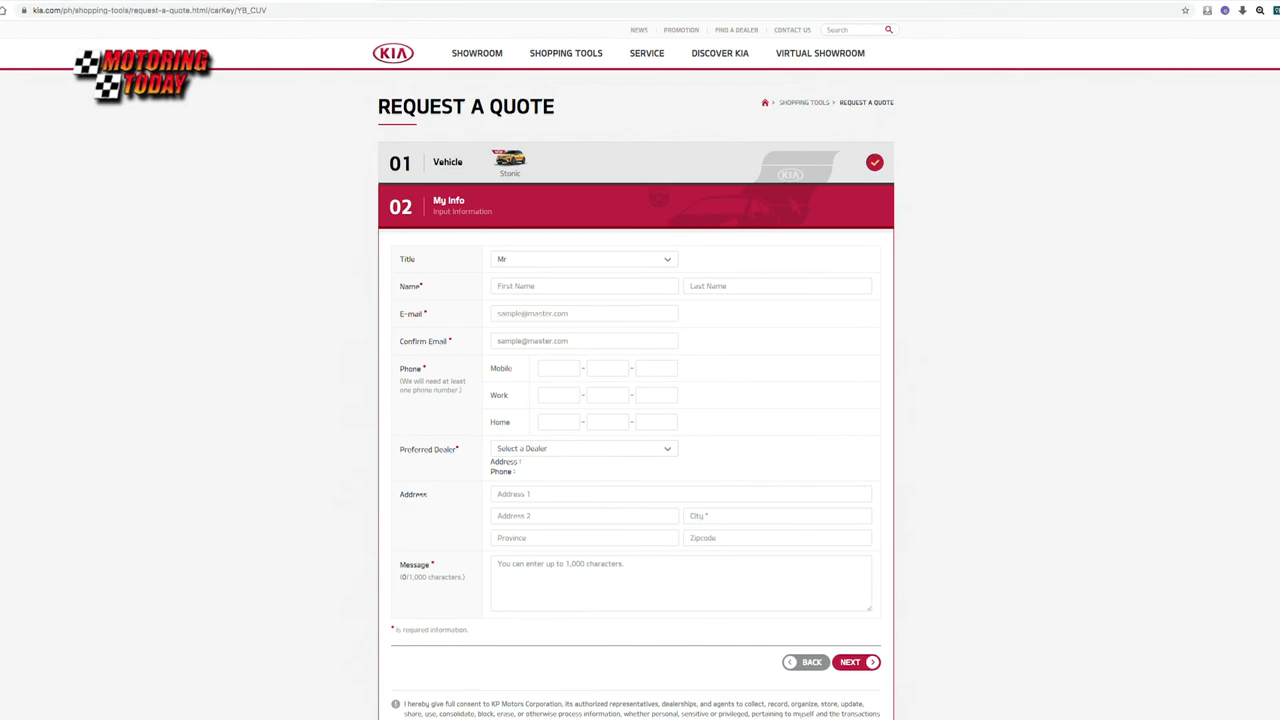 kia.com/ph/shopping-tools/request-a-quote.html/carKey/YB_CUV
NEWS PROMOTION FIND A DEALER CONTACT US Search
MOTORING
TODAY
KIA SHOWROOM SHOPPING TOOLS SERVICE DISCOVER KIA VIRTUAL SHOWROOM
REQUEST A QUOTE
SHOPPING TOOLS > REQUEST A QUOTE
01 Vehicle
Stonic
KIA
02 My Info
Input Information
Title Mr
Name* First Name Last Name
E-mail * sample@master.com
Confirm Email * sample@master.com
Phone * Mobile - -
(We will need at least
one phone number.)
Work - -
Home - -
Preferred Dealer* Select a Dealer
Address :
Phone :
Address Address 1
Address 2 City *
Province Zipcode
Message * You can enter up to 1,000 characters.
(0/1,000 characters.)
* Is required information.
BACK NEXT
I hereby give full consent to KP Motors Corporation, its authorized representatives, dealerships, and agents to collect, record, organize, store, update,
share, use, consolidate, block, erase, or otherwise process information, whether personal, sensitive or privileged, pertaining to myself and the transactions